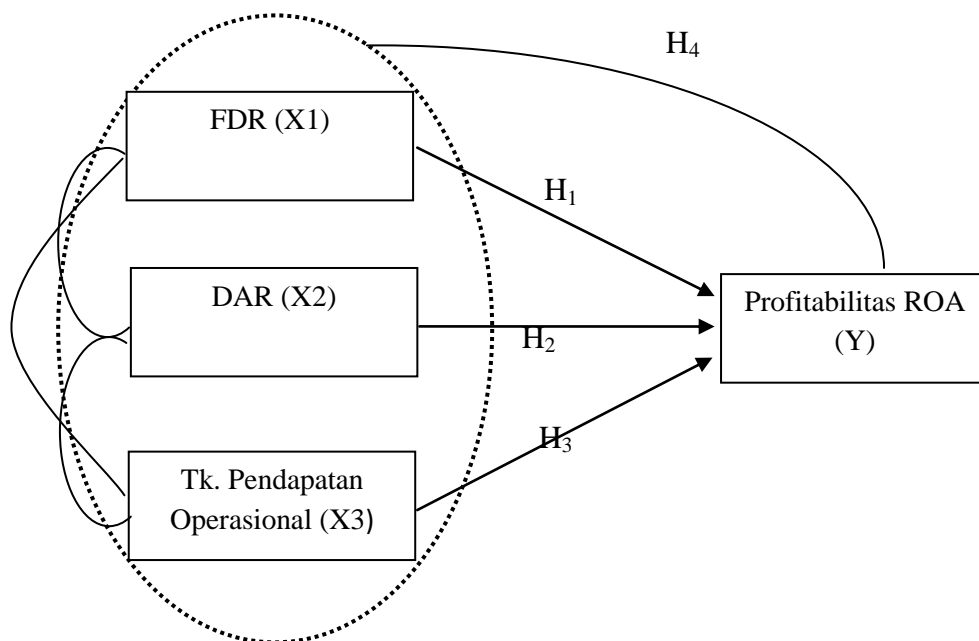 H₄
FDR (X1)
H₁
DAR (X2)
H₂
Profitabilitas ROA
(Y)
H₃
Tk. Pendapatan
Operasional (X3)